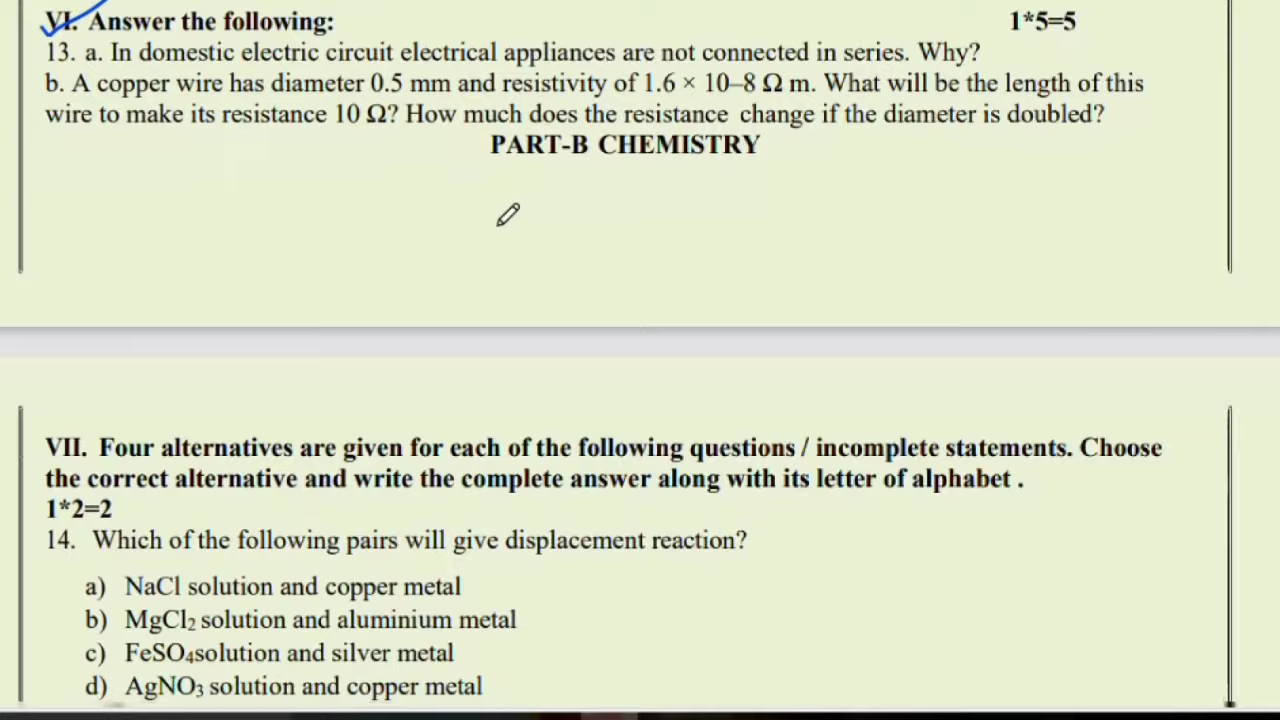 VI. Answer the following: 1*5=5
13. a. In domestic electric circuit electrical appliances are not connected in series. Why?
b. A copper wire has diameter 0.5 mm and resistivity of 1.6 × 10–8 Ω m. What will be the length of this
wire to make its resistance 10 Ω? How much does the resistance change if the diameter is doubled?
PART-B CHEMISTRY
VII. Four alternatives are given for each of the following questions / incomplete statements. Choose
the correct alternative and write the complete answer along with its letter of alphabet .
1*2=2
14. Which of the following pairs will give displacement reaction?
a) NaCl solution and copper metal
b) MgCl₂ solution and aluminium metal
c) FeSO₄solution and silver metal
d) AgNO₃ solution and copper metal